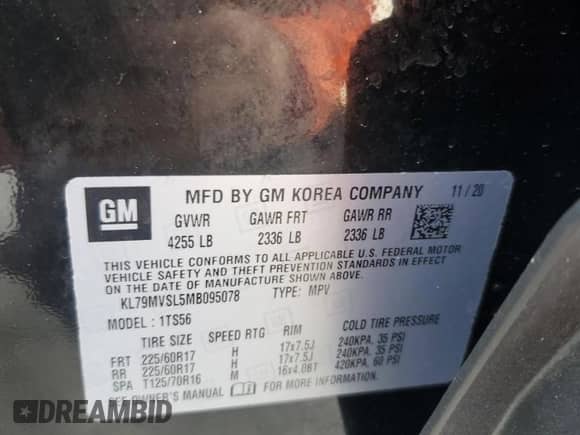 GM MFD BY GM KOREA COMPANY 11/20
GVWR GAWR FRT GAWR RR
4255 LB 2336 LB 2336 LB
THIS VEHICLE CONFORMS TO ALL APPLICABLE U.S. FEDERAL MOTOR
VEHICLE SAFETY AND THEFT PREVENTION STANDARDS IN EFFECT ON THE
DATE OF MANUFACTURE SHOWN ABOVE.
KL79MVSL5MB095078 TYPE: MPV
MODEL: 1TS56
TIRE SIZE SPEED RTG RIM
FRT 225/60R17 H 17x7.5J 240KPA, 35 PSI
RR 225/60R17 H 17x7.5J 240KPA, 35 PSI
SPA T125/70R16 M 16x4.0BT 420KPA, 60 PSI
SEE OWNER'S MANUAL FOR MORE INFORMATION
DREAMBID